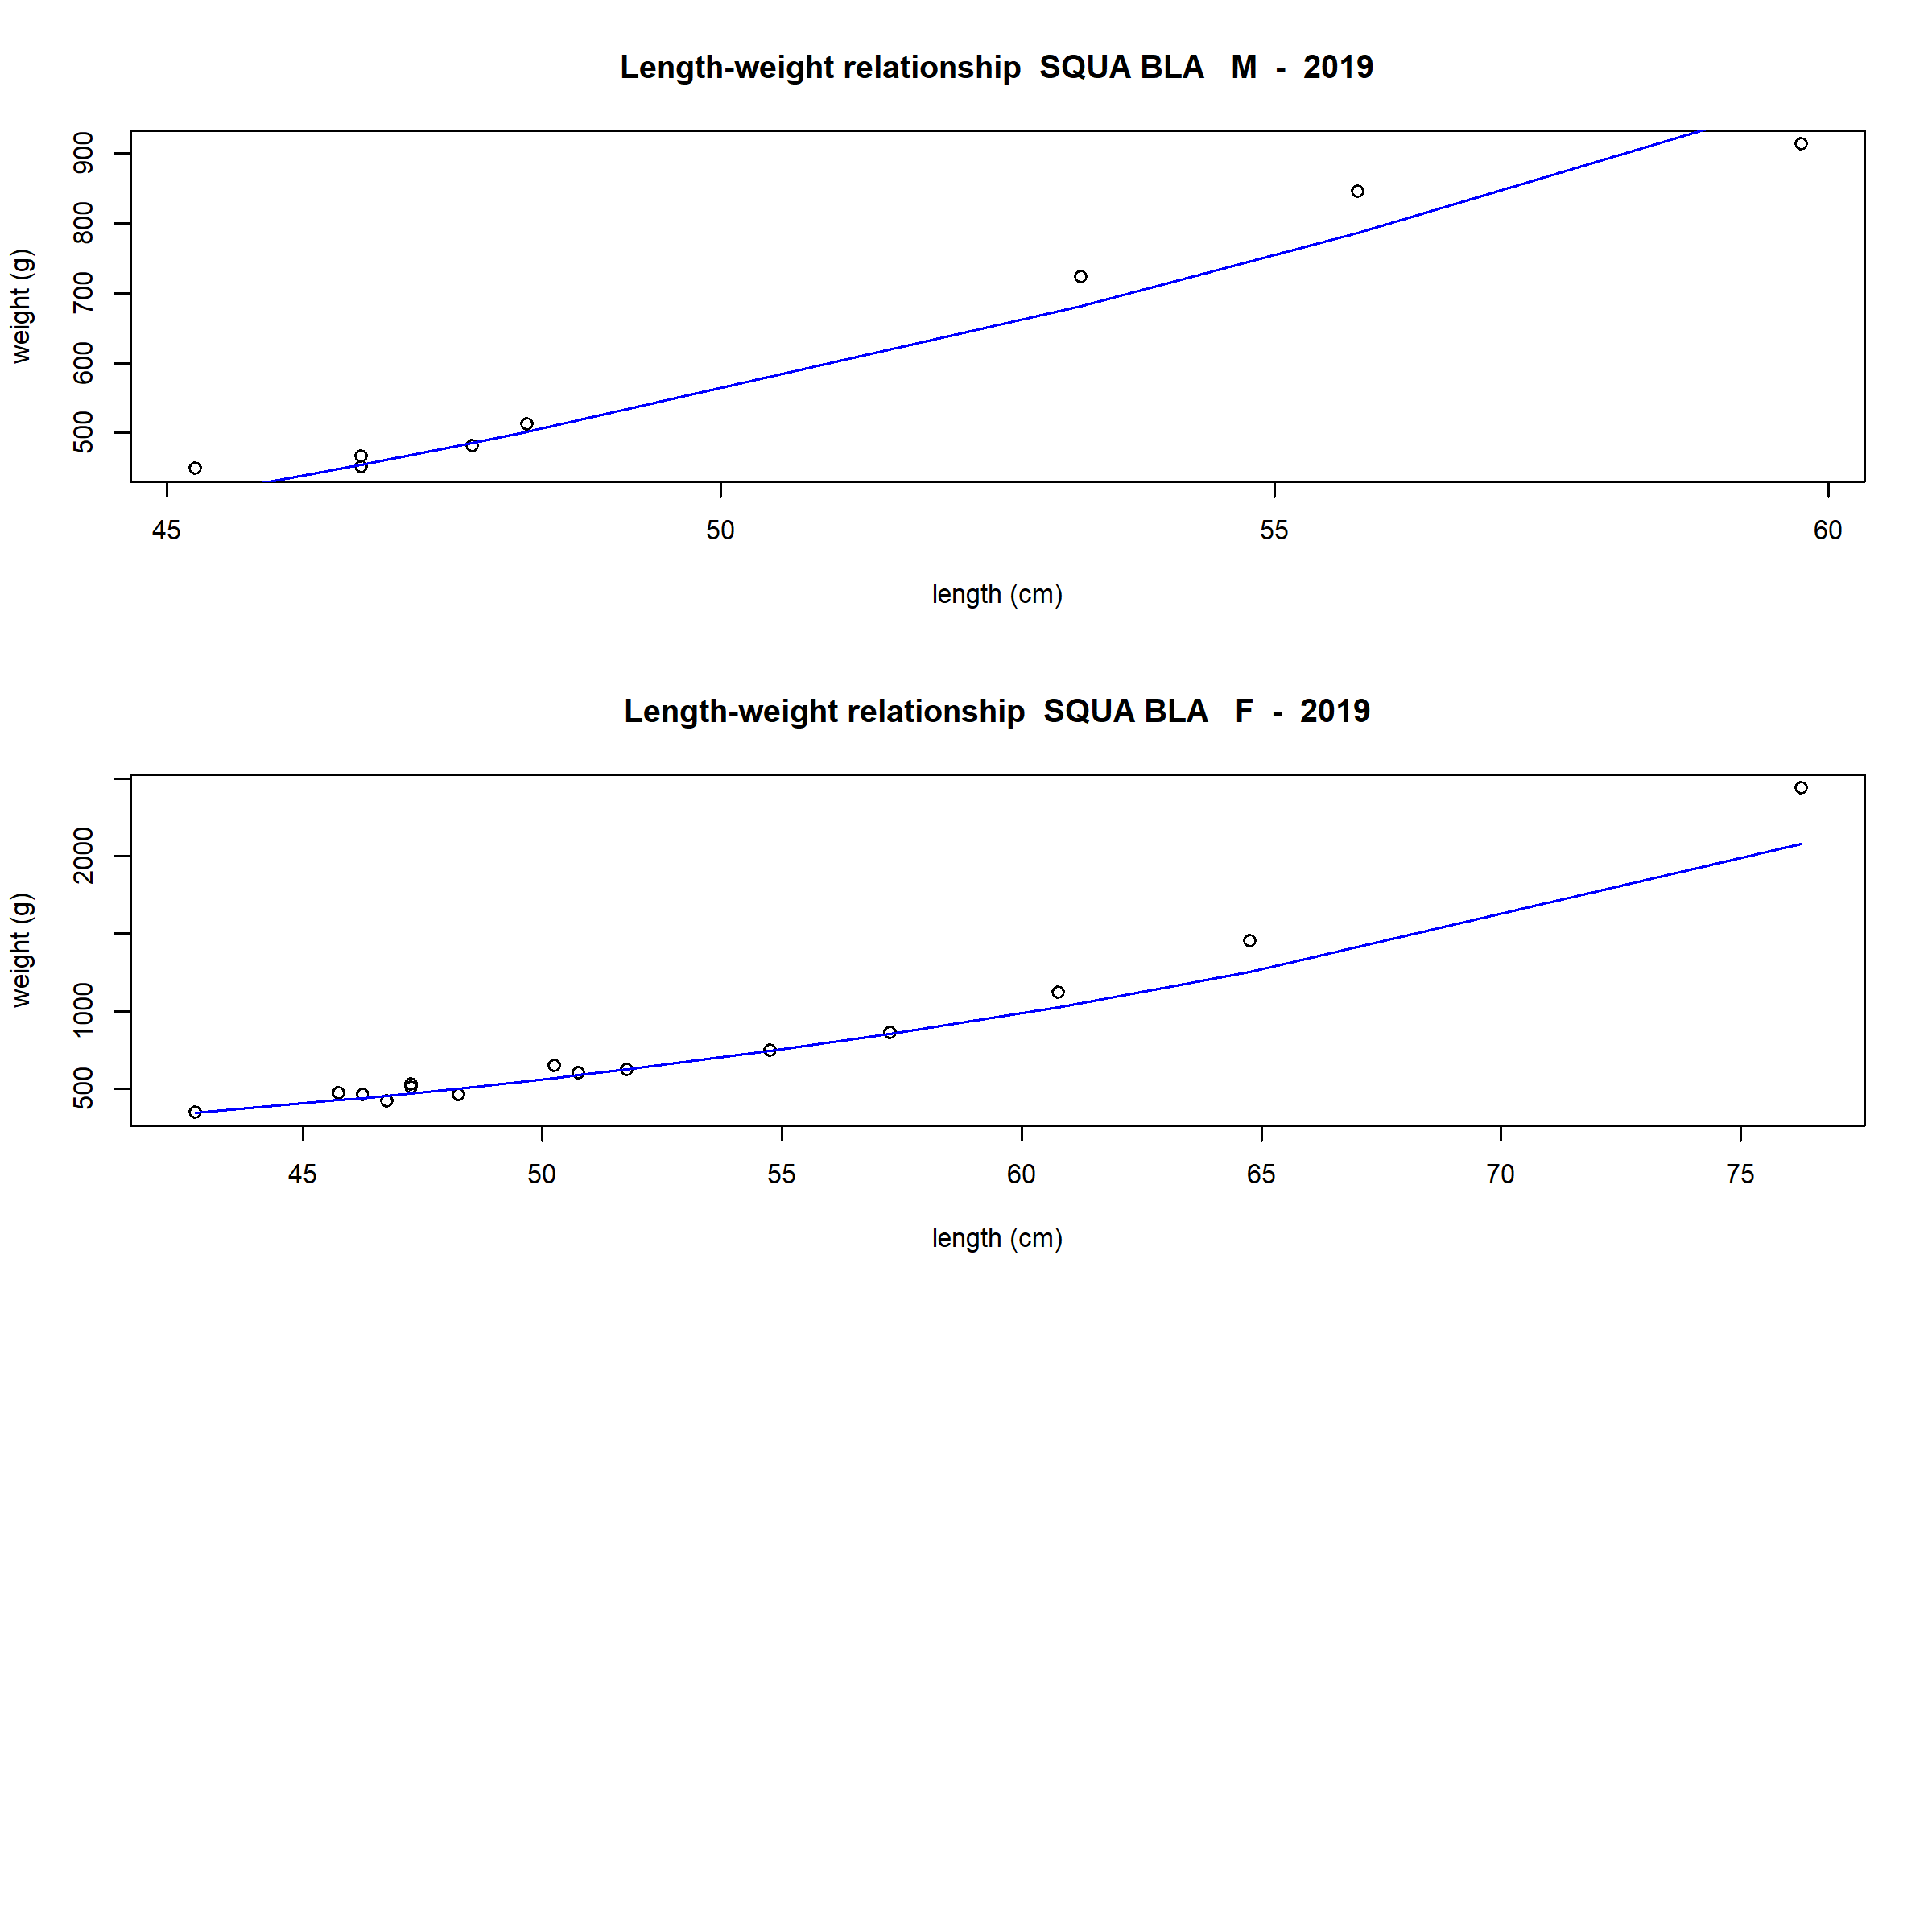 Length-weight relationship SQUA BLA M - 2019
900
800
700
600
500
weight (g)
45 50 55 60
length (cm)
Length-weight relationship SQUA BLA F - 2019
2000
1000
500
weight (g)
45 50 55 60 65 70 75
length (cm)